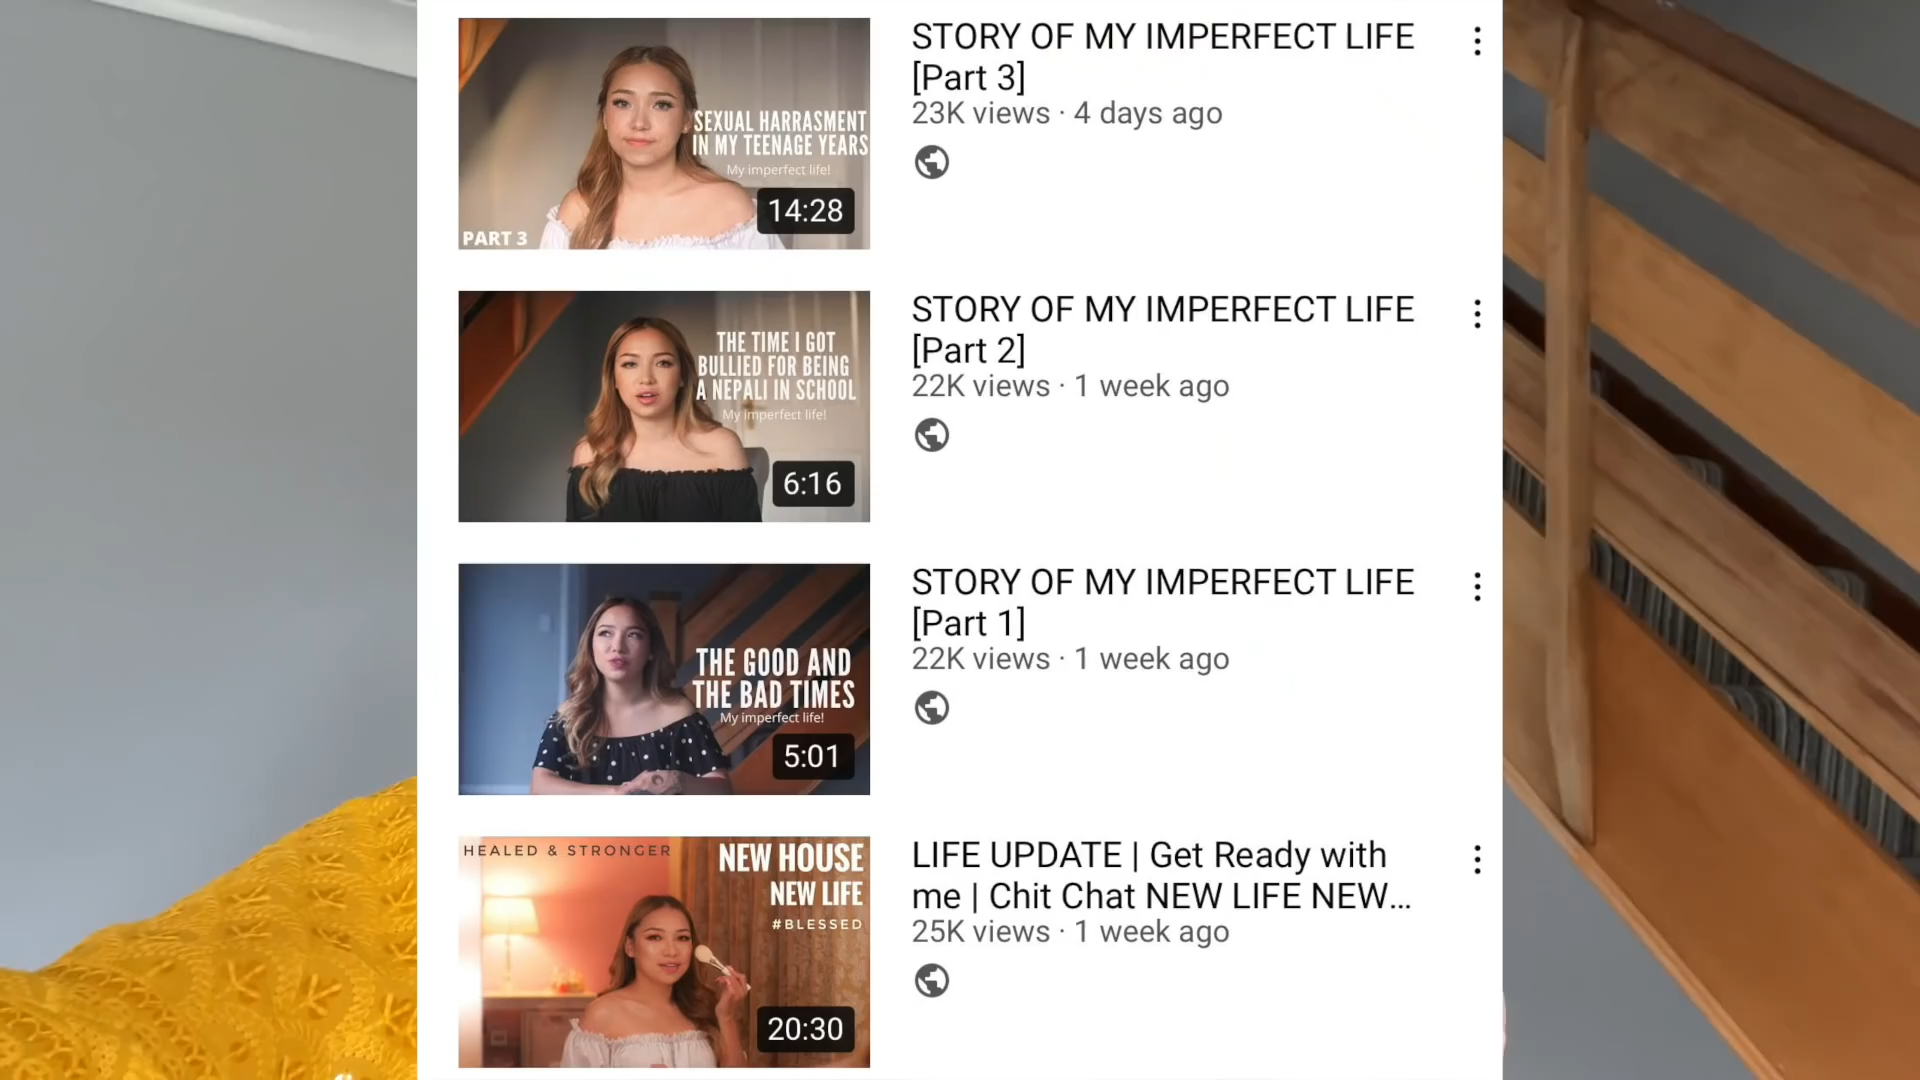 SEXUAL HARRASMENT
IN MY TEENAGE YEARS
My imperfect life!
14:28
PART 3
STORY OF MY IMPERFECT LIFE
[Part 3]
23K views · 4 days ago
THE TIME I GOT
BULLIED FOR BEING
A NEPALI IN SCHOOL
My imperfect life!
6:16
STORY OF MY IMPERFECT LIFE
[Part 2]
22K views · 1 week ago
THE GOOD AND
THE BAD TIMES
My imperfect life!
5:01
STORY OF MY IMPERFECT LIFE
[Part 1]
22K views · 1 week ago
HEALED & STRONGER
NEW HOUSE
NEW LIFE
#BLESSED
20:30
LIFE UPDATE | Get Ready with
me | Chit Chat NEW LIFE NEW...
25K views · 1 week ago